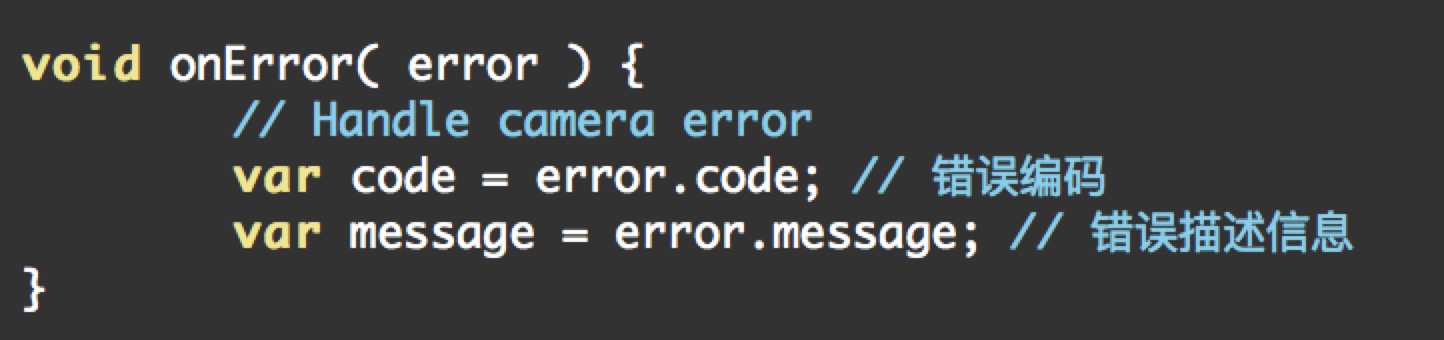 void onError( error ) {
// Handle camera error
var code = error.code; // 错误编码
var message = error.message; // 错误描述信息
}